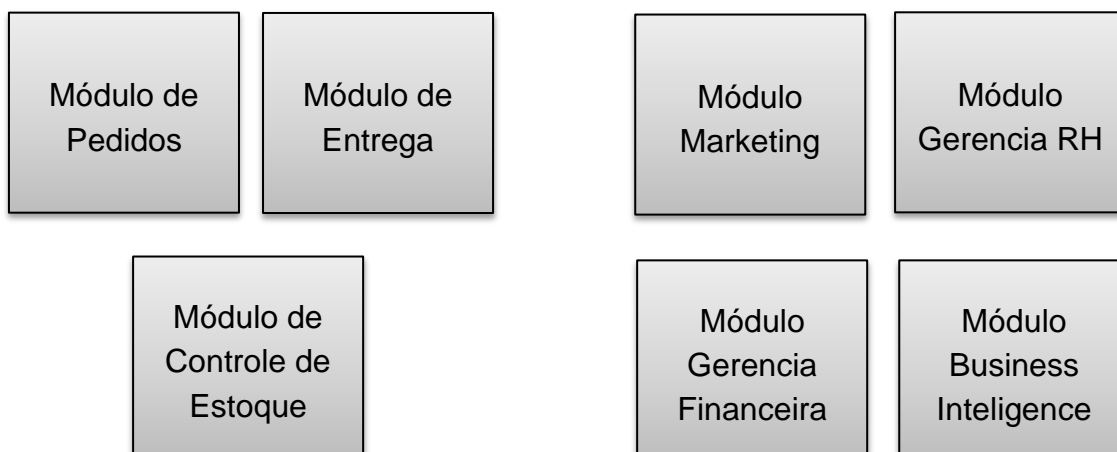 Módulo de
Pedidos
Módulo de
Entrega
Módulo
Marketing
Módulo
Gerencia RH
Módulo de
Controle de
Estoque
Módulo
Gerencia
Financeira
Módulo
Business
Inteligence